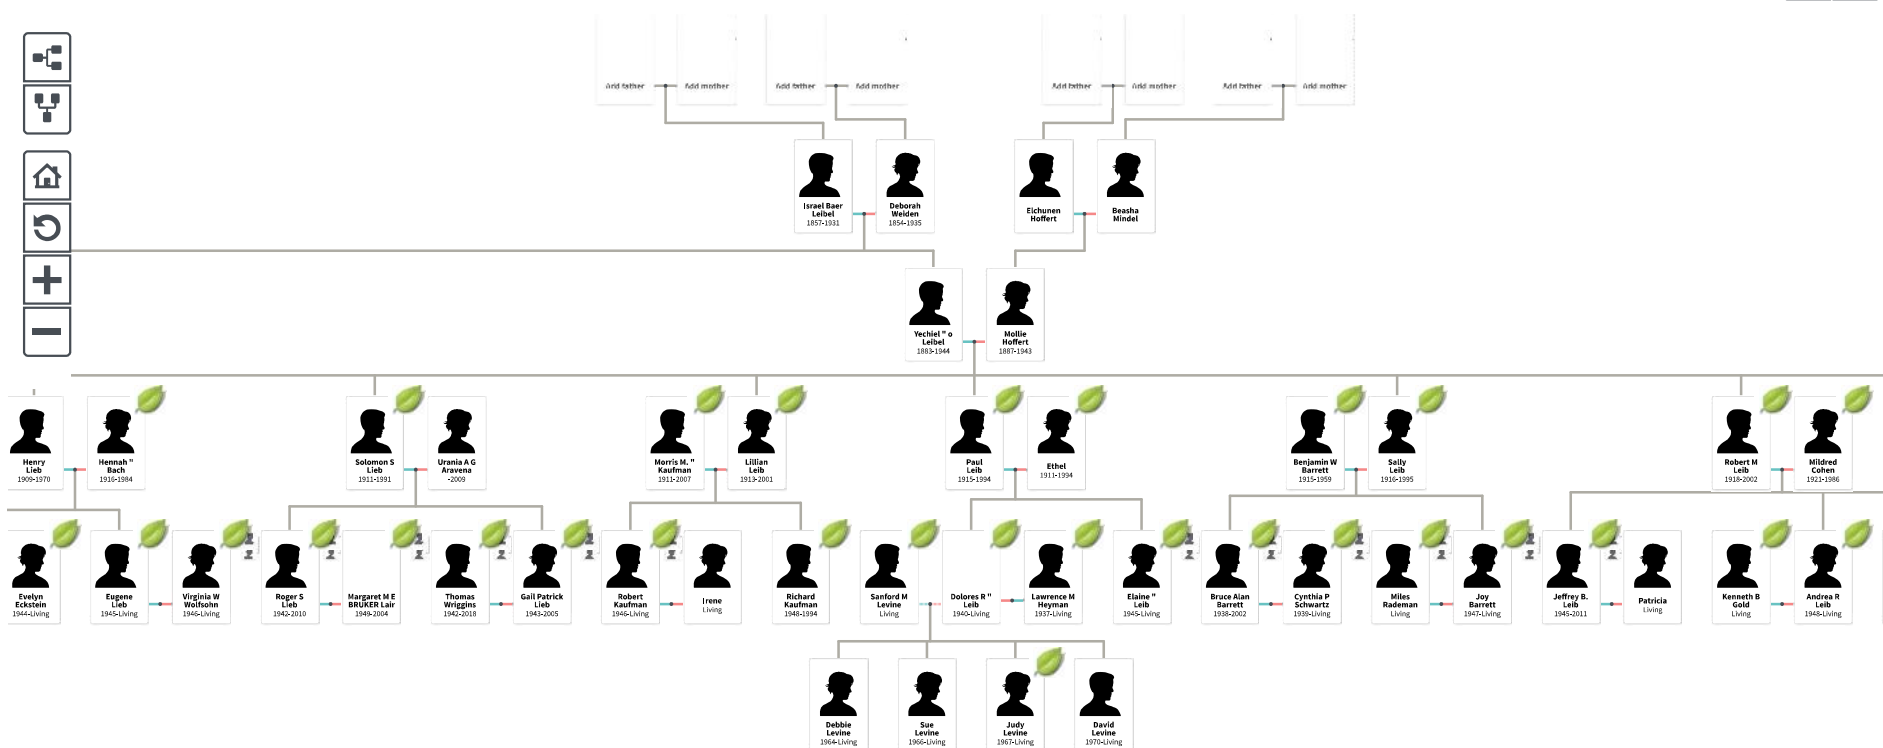 Add father
Add mother
Add father
Add mother
Add father
Add mother
Add father
Add mother
Israel Baer
Leibel
1857-1931
Deborah
Weiden
1854-1935
Elchunen
Hoffert
Beasha
Mindel
Yechiel " o
Leibel
1883-1944
Mollie
Hoffert
1887-1943
Henry
Lieb
1909-1970
Hennah "
Bach
1916-1984
Solomon S
Lieb
1911-1991
Urania A G
Aravena
-2009
Morris M. "
Kaufman
1911-2007
Lillian
Leib
1913-2001
Paul
Leib
1915-1994
Ethel
1911-1994
Benjamin W
Barrett
1915-1959
Sally
Leib
1916-1995
Robert M
Leib
1918-2002
Mildred
Cohen
1921-1986
Evelyn
Eckstein
1944-Living
Eugene
Lieb
1945-Living
Virginia W
Wolfsohn
1946-Living
Roger S
Lieb
1942-2010
Margaret M E
BRUKER Lair
1949-2004
Thomas
Wriggins
1942-2018
Gail Patrick
Lieb
1943-2005
Robert
Kaufman
1946-Living
Irene
Living
Richard
Kaufman
1948-1994
Sanford M
Levine
Living
Dolores R "
Leib
1940-Living
Lawrence M
Heyman
1937-Living
Elaine "
Leib
1945-Living
Bruce Alan
Barrett
1938-2002
Cynthia P
Schwartz
1939-Living
Miles
Rademan
Living
Joy
Barrett
1947-Living
Jeffrey B.
Leib
1945-2011
Patricia
Living
Kenneth B
Gold
Living
Andrea R
Leib
1948-Living
Debbie
Levine
1964-Living
Sue
Levine
1966-Living
Judy
Levine
1967-Living
David
Levine
1970-Living